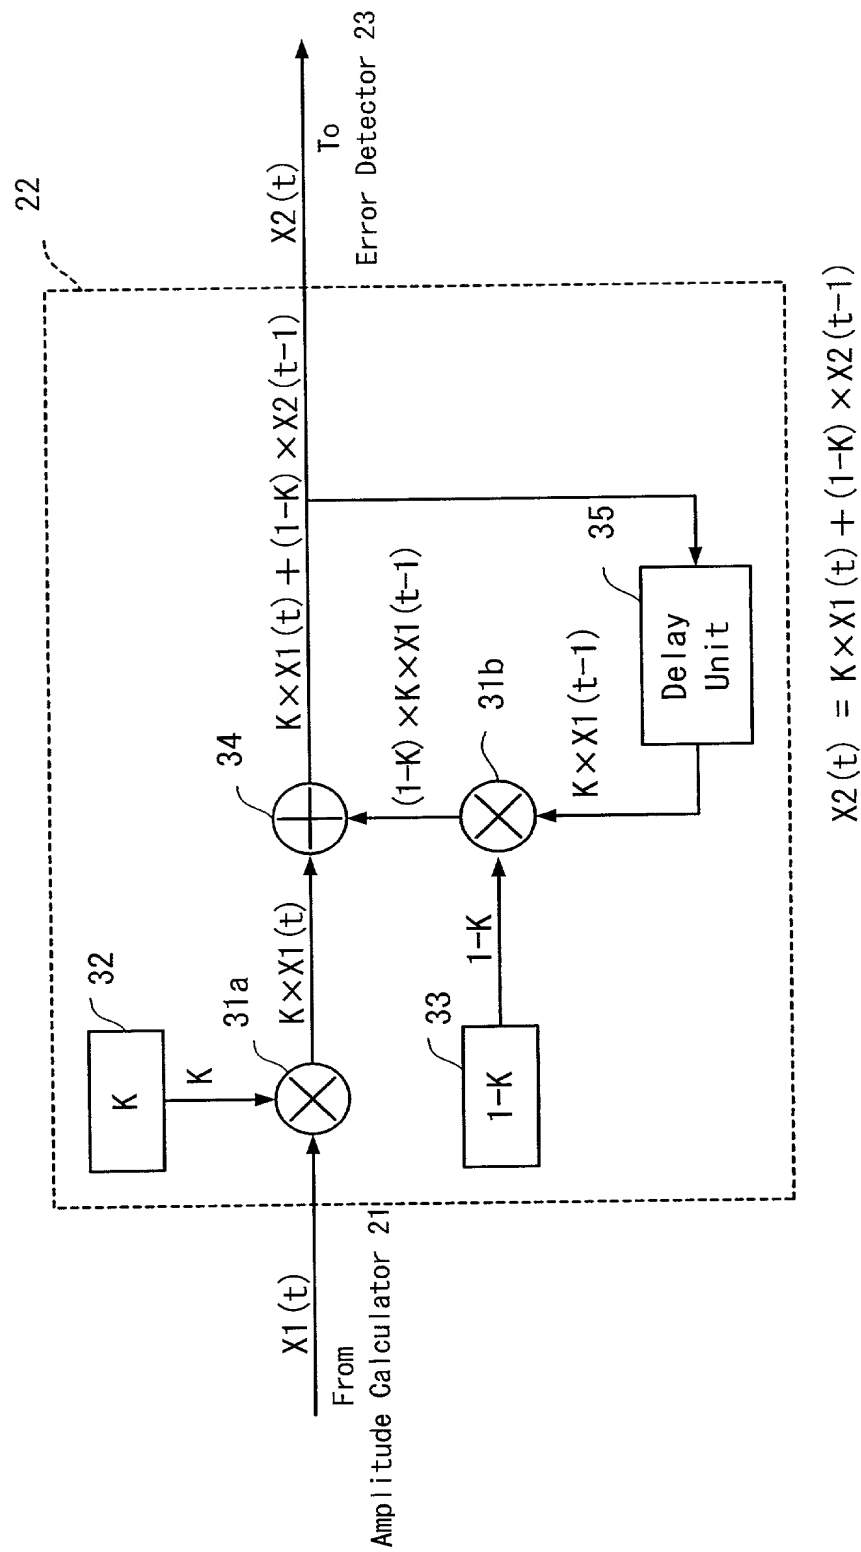 22
32
K
K
31a
X1(t)
From
Amplitude Calculator 21
K×X1(t)
34
K×X1(t)+(1-K)×X2(t-1)
X2(t)
To
Error Detector 23
33
1-K
1-K
31b
(1-K)×K×X1(t-1)
K×X1(t-1)
35
Delay
Unit
X2(t) = K×X1(t)+(1-K)×X2(t-1)